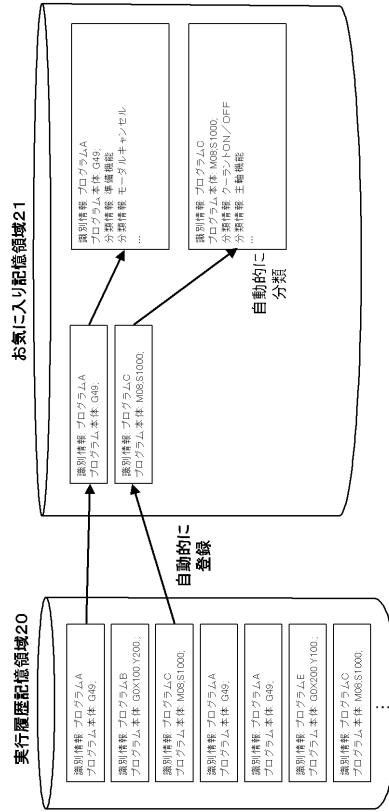 実行履歴記憶領域20
識別情報 プログラムA
プログラム本体 G49;
識別情報 プログラムB
プログラム本体 G0X100 Y200;
識別情報 プログラムC
プログラム本体 M08;S1000;
識別情報 プログラムA
プログラム本体 G49;
識別情報 プログラムA
プログラム本体 G49;
識別情報 プログラムE
プログラム本体 G0X200 Y100;
識別情報 プログラムC
プログラム本体 M08;S1000;
…
自動的に
登録
お気に入り記憶領域21
識別情報 プログラムA
プログラム本体 G49;
識別情報 プログラムC
プログラム本体 M08;S1000;
自動的に
分類
識別情報 プログラムA
プログラム本体 G49;
分類情報 準備機能
分類情報 モーダルキャンセル
…
識別情報 プログラムC
プログラム本体 M08;S1000;
分類情報 クーラントON/OFF
分類情報 主軸機能
…